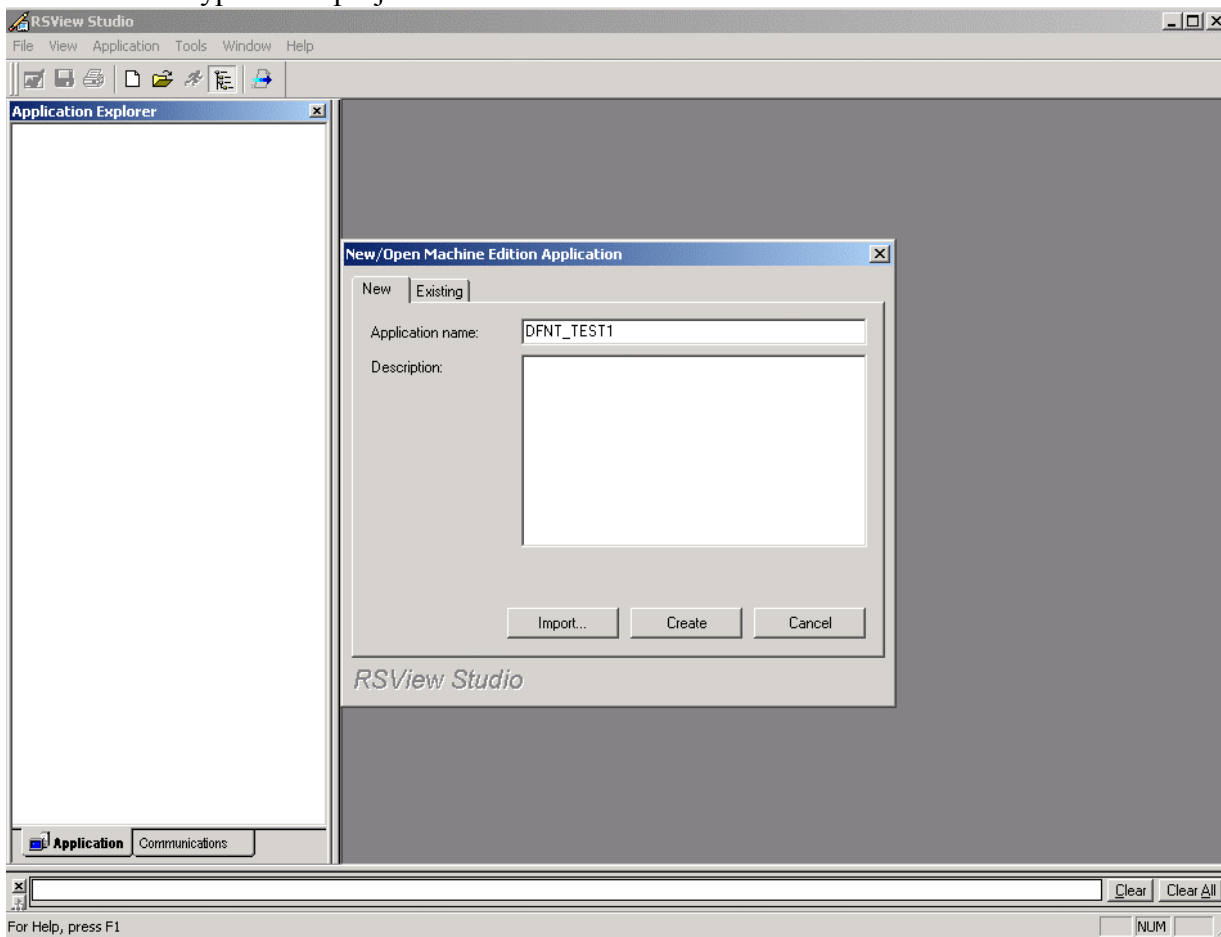 RSView Studio
File View Application Tools Window Help
Application Explorer
New/Open Machine Edition Application
New Existing
Application name: DFNT_TEST1
Description:
Import... Create Cancel
RSView Studio
Application Communications
Clear Clear All
For Help, press F1
NUM